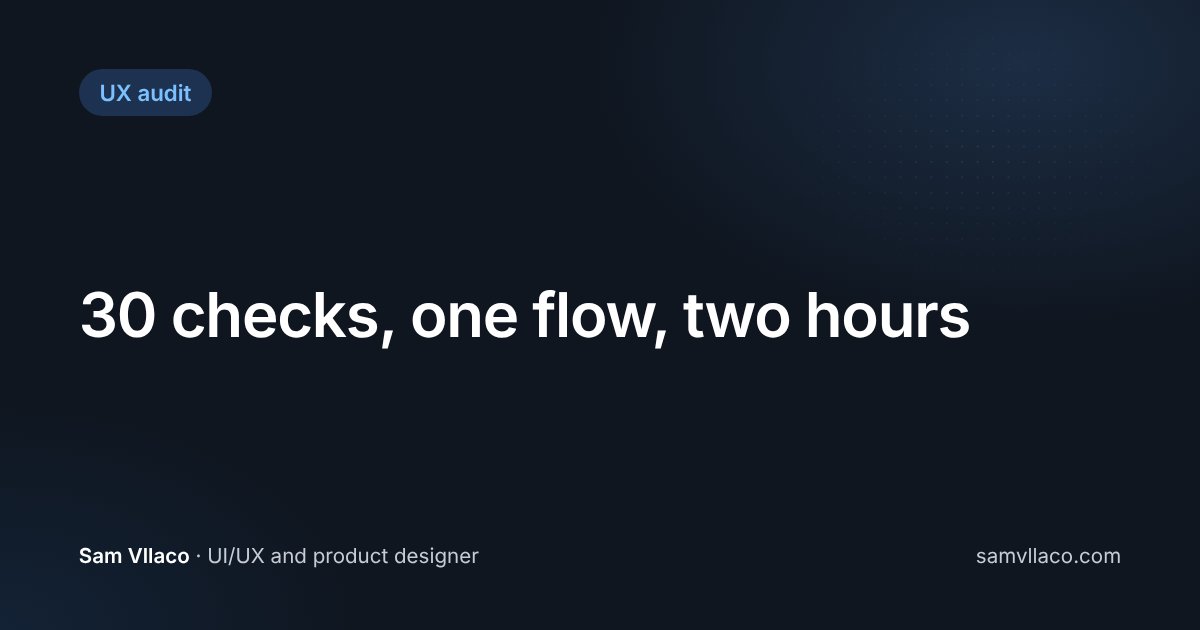 UX audit
30 checks, one flow, two hours
Sam Vllaco · UI/UX and product designer
samvllaco.com